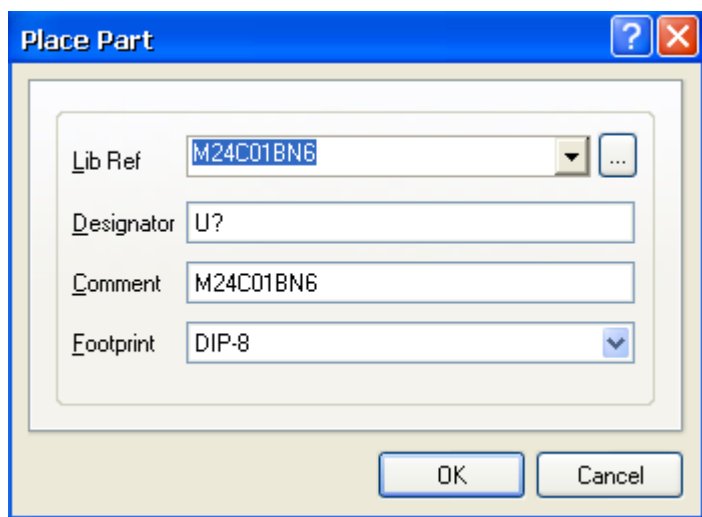 Place Part
Lib Ref M24C01BN6 ...
Designator U?
Comment M24C01BN6
Footprint DIP-8
OK Cancel